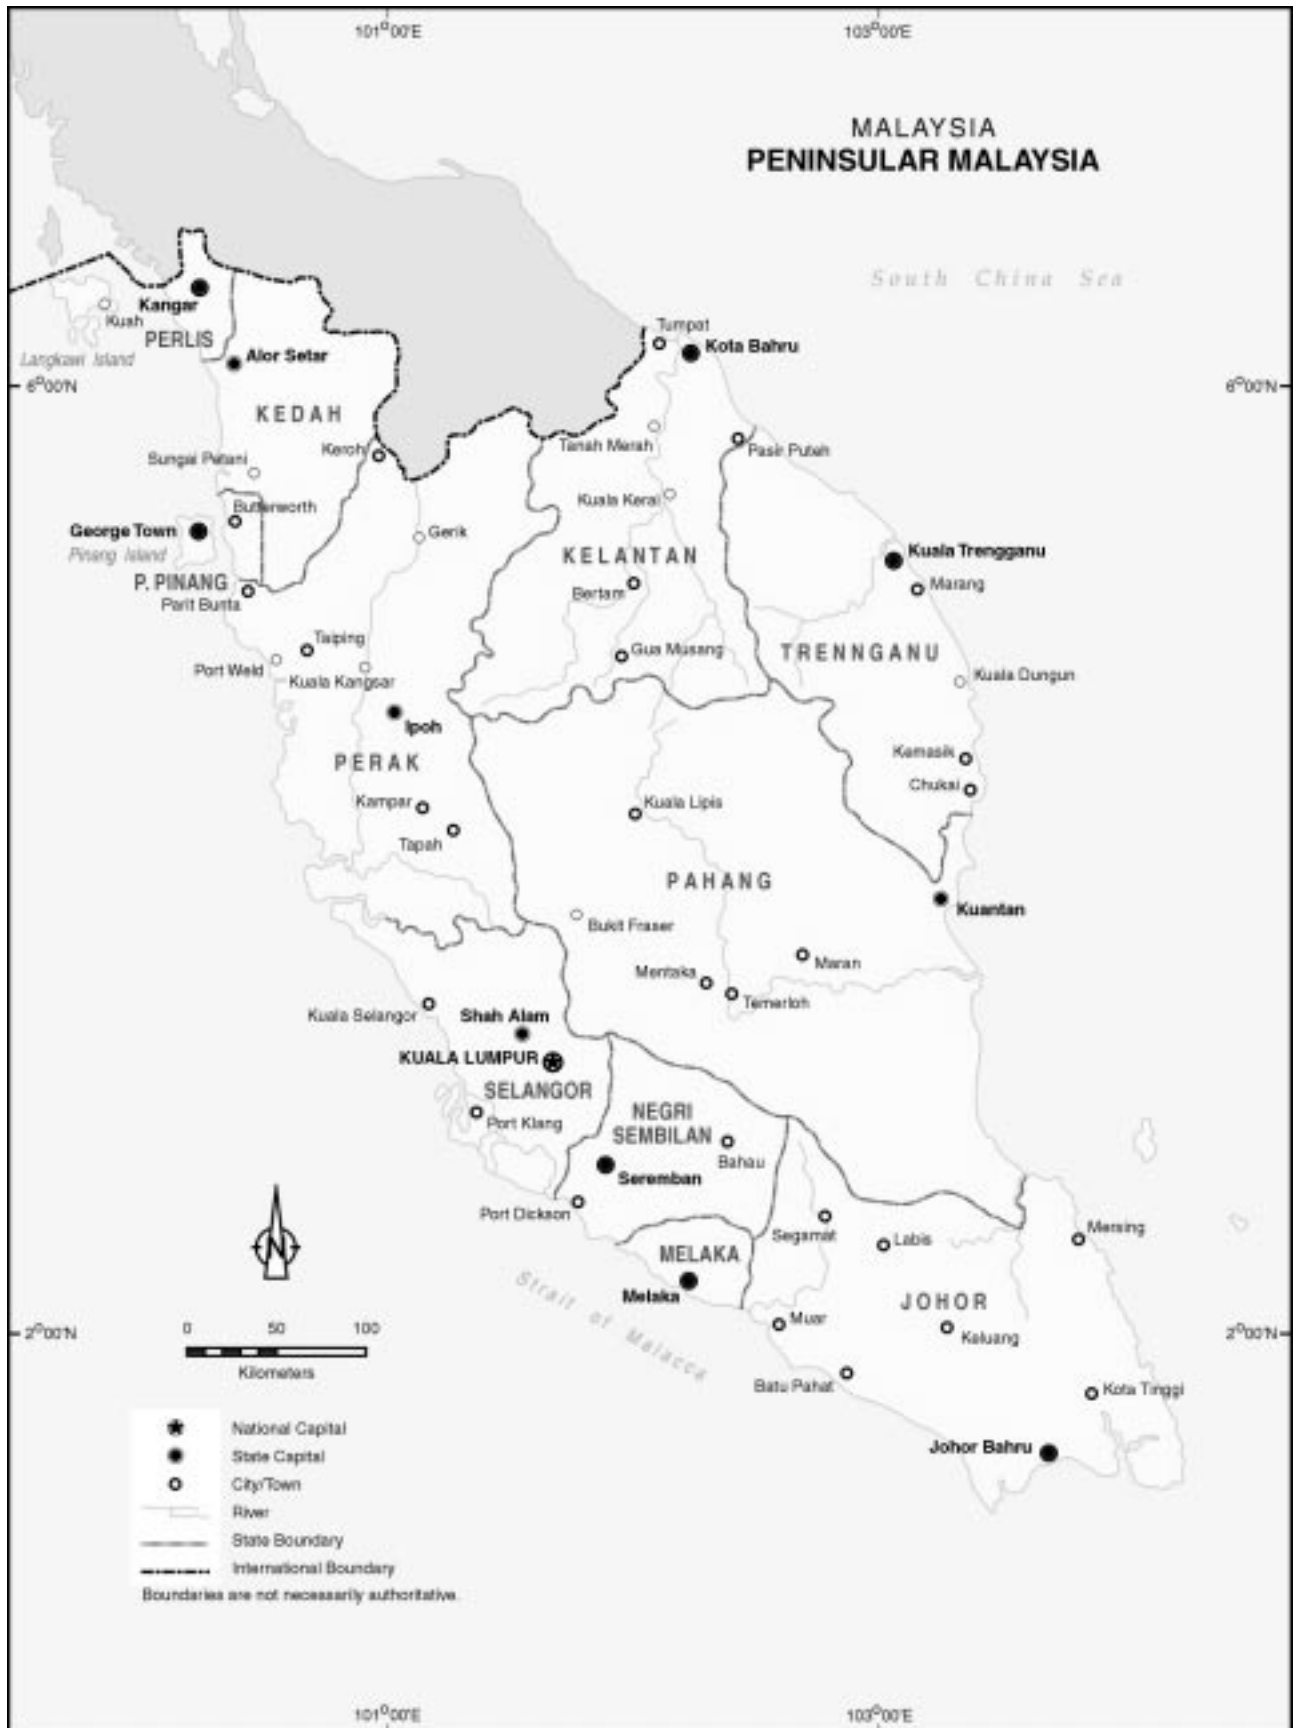 101°00'E
103°00'E
MALAYSIA
PENINSULAR MALAYSIA
South China Sea
Kangar
Kuah
PERLIS
Langkawi Island
Alor Setar
Tumpat
Kota Bahru
6°00'N
6°00'N
KEDAH
Keroh
Tanah Merah
Pasir Puteh
Sungai Petani
Butterworth
Kuala Kerai
George Town
Gerik
Pinang Island
KELANTAN
Kuala Trengganu
P. PINANG
Bertam
Marang
Parit Bunta
Taiping
Gua Musang
TRENNGANU
Port Weld
Kuala Kangsar
Kuala Dungun
Ipoh
PERAK
Kemasik
Chukai
Kampar
Kuala Lipis
Tapah
PAHANG
Kuantan
Bukit Fraser
Maran
Mentaka
Temerloh
Kuala Selangor
Shah Alam
KUALA LUMPUR
SELANGOR
Port Klang
NEGRI
SEMBILAN
Bahau
Seremban
Port Dickson
Segamat
Labis
Mersing
MELAKA
Melaka
Strait of Malacca
JOHOR
Muar
Keluang
2°00'N
2°00'N
Batu Pahat
Kota Tinggi
Johor Bahru
N
0 50 100
Kilometers
National Capital
State Capital
City/Town
River
State Boundary
International Boundary
Boundaries are not necessarily authoritative.
101°00'E
103°00'E